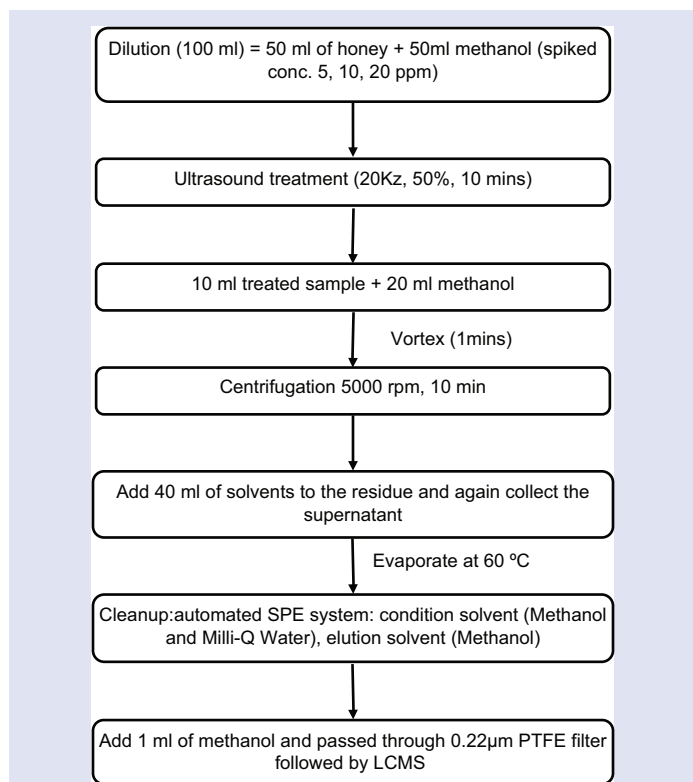 Dilution (100 ml) = 50 ml of honey + 50ml methanol (spiked
conc. 5, 10, 20 ppm)
Ultrasound treatment (20Kz, 50%, 10 mins)
10 ml treated sample + 20 ml methanol
Vortex (1mins)
Centrifugation 5000 rpm, 10 min
Add 40 ml of solvents to the residue and again collect the
supernatant
Evaporate at 60 ºC
Cleanup:automated SPE system: condition solvent (Methanol
and Milli-Q Water), elution solvent (Methanol)
Add 1 ml of methanol and passed through 0.22µm PTFE filter
followed by LCMS